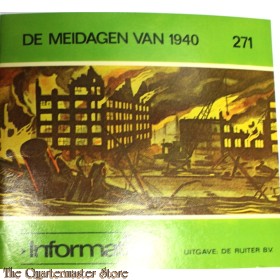 DE MEIDAGEN VAN 1940 271
Informa
UITGAVE: DE RUITER B.V.
The Quartermaster Store